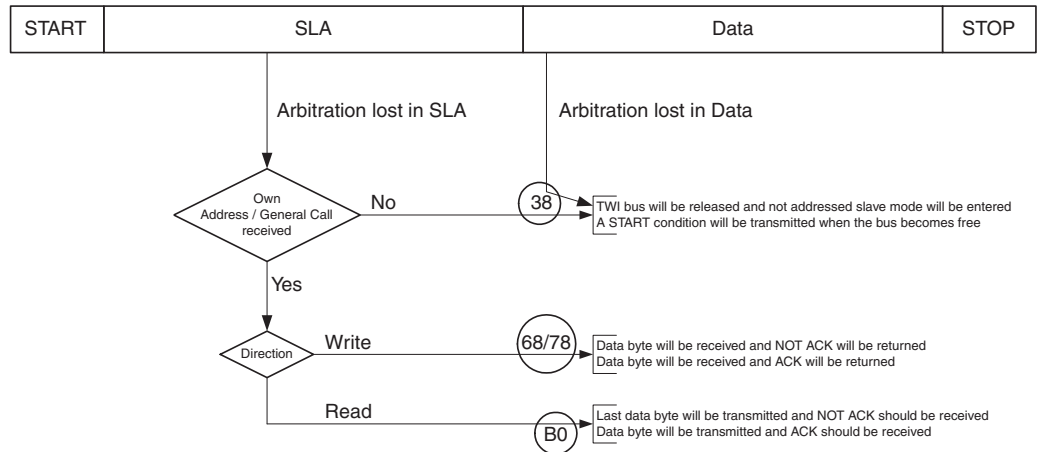 START SLA Data STOP
Arbitration lost in SLA Arbitration lost in Data
Own
Address / General Call
received
No
38
TWI bus will be released and not addressed slave mode will be entered
A START condition will be transmitted when the bus becomes free
Yes
Direction
Write
68/78
Data byte will be received and NOT ACK will be returned
Data byte will be received and ACK will be returned
Read
B0
Last data byte will be transmitted and NOT ACK should be received
Data byte will be transmitted and ACK should be received